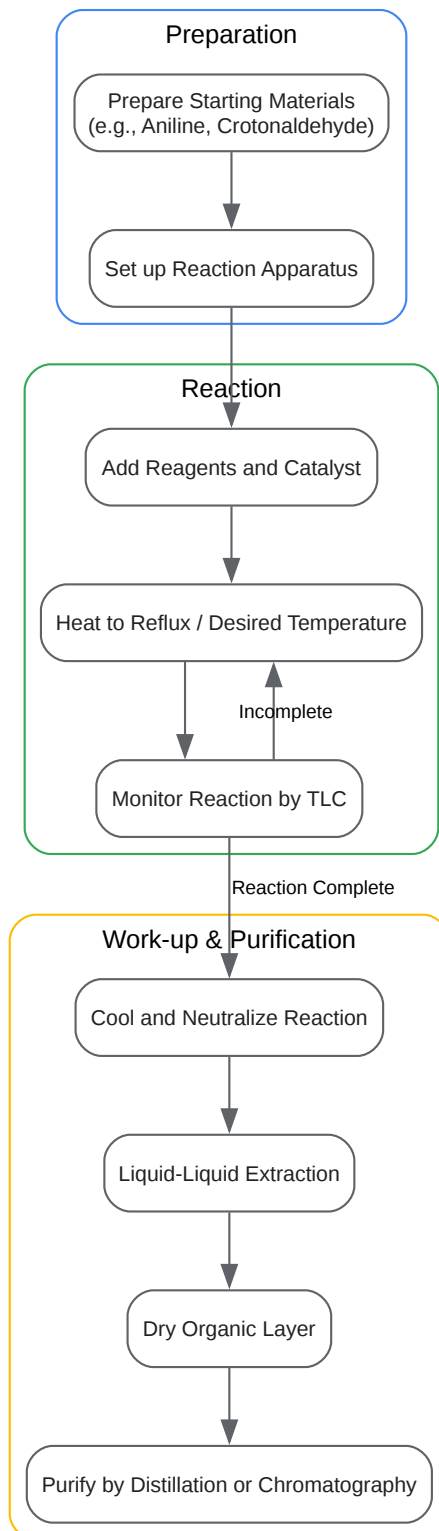 Preparation
Prepare Starting Materials
(e.g., Aniline, Crotonaldehyde)
Set up Reaction Apparatus
Reaction
Add Reagents and Catalyst
Heat to Reflux / Desired Temperature
Incomplete
Monitor Reaction by TLC
Reaction Complete
Work-up & Purification
Cool and Neutralize Reaction
Liquid-Liquid Extraction
Dry Organic Layer
Purify by Distillation or Chromatography